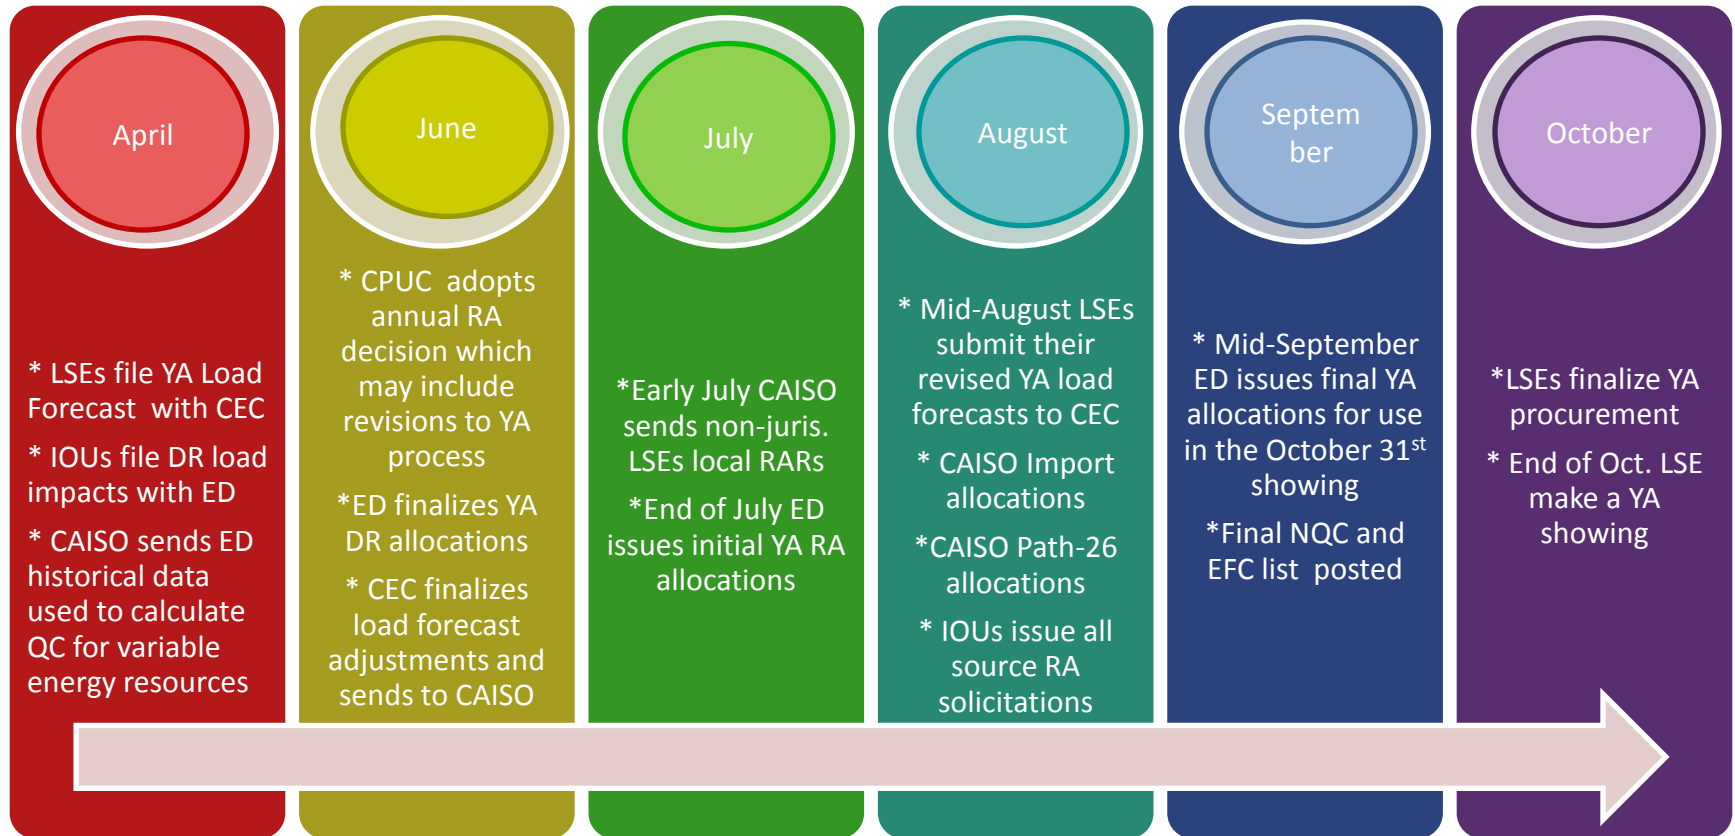 April
* LSEs file YA Load
Forecast with CEC
* IOUs file DR load
impacts with ED
* CAISO sends ED
historical data
used to calculate
QC for variable
energy resources
June
* CPUC adopts
annual RA
decision which
may include
revisions to YA
process
*ED finalizes YA
DR allocations
* CEC finalizes
load forecast
adjustments and
sends to CAISO
July
*Early July CAISO
sends non-juris.
LSEs local RARs
*End of July ED
issues initial YA RA
allocations
August
* Mid-August LSEs
submit their
revised YA load
forecasts to CEC
* CAISO Import
allocations
*CAISO Path-26
allocations
* IOUs issue all
source RA
solicitations
Septem
ber
* Mid-September
ED issues final YA
allocations for use
in the October 31st
showing
*Final NQC and
EFC list posted
October
*LSEs finalize YA
procurement
* End of Oct. LSE
make a YA
showing